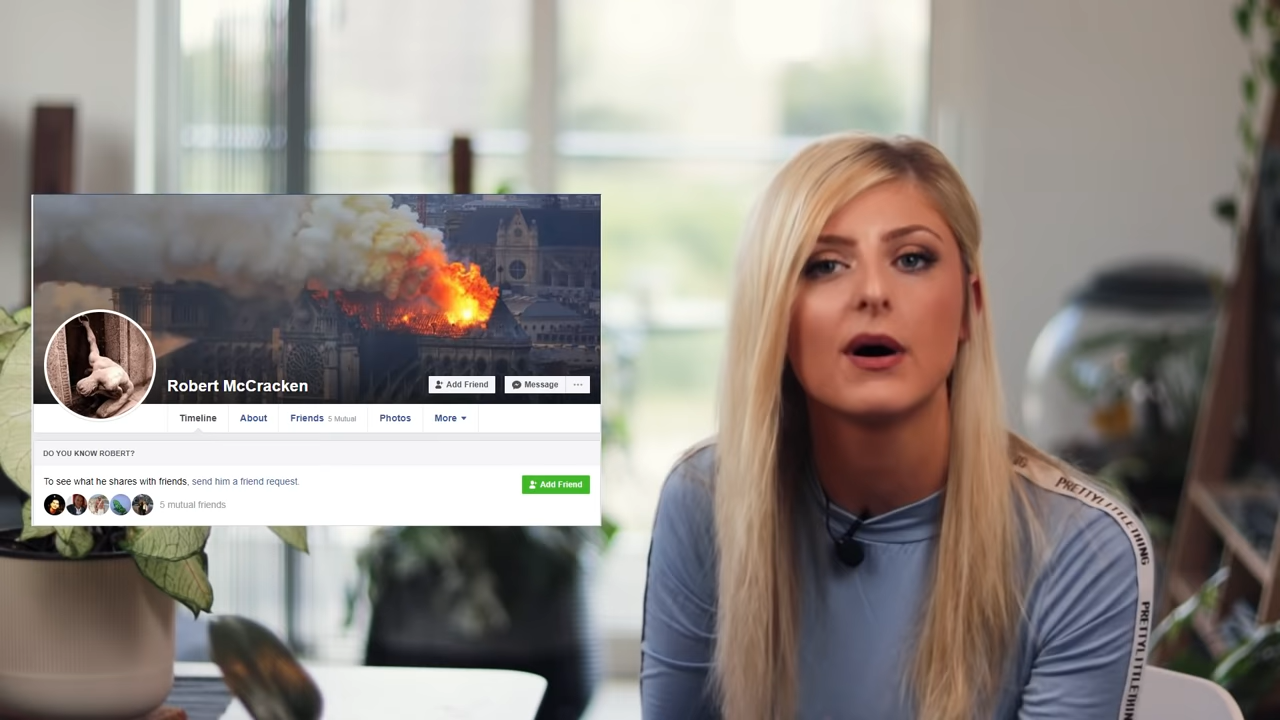 Robert McCracken
Add Friend
Message
Timeline
About
Friends 5 Mutual
Photos
More
DO YOU KNOW ROBERT?
To see what he shares with friends, send him a friend request.
Add Friend
5 mutual friends
PRETTYLITTLETHING
PRETTYLITTLETHING